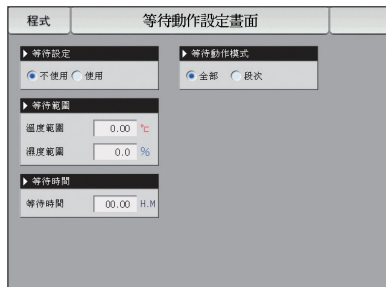 程式
等待動作設定畫面
▶ 等待設定
不使用 使用
▶ 等待動作模式
全部 段次
▶ 等待範圍
溫度範圍 0.00 ℃
濕度範圍 0.0 %
▶ 等待時間
等待時間 00.00 H.M